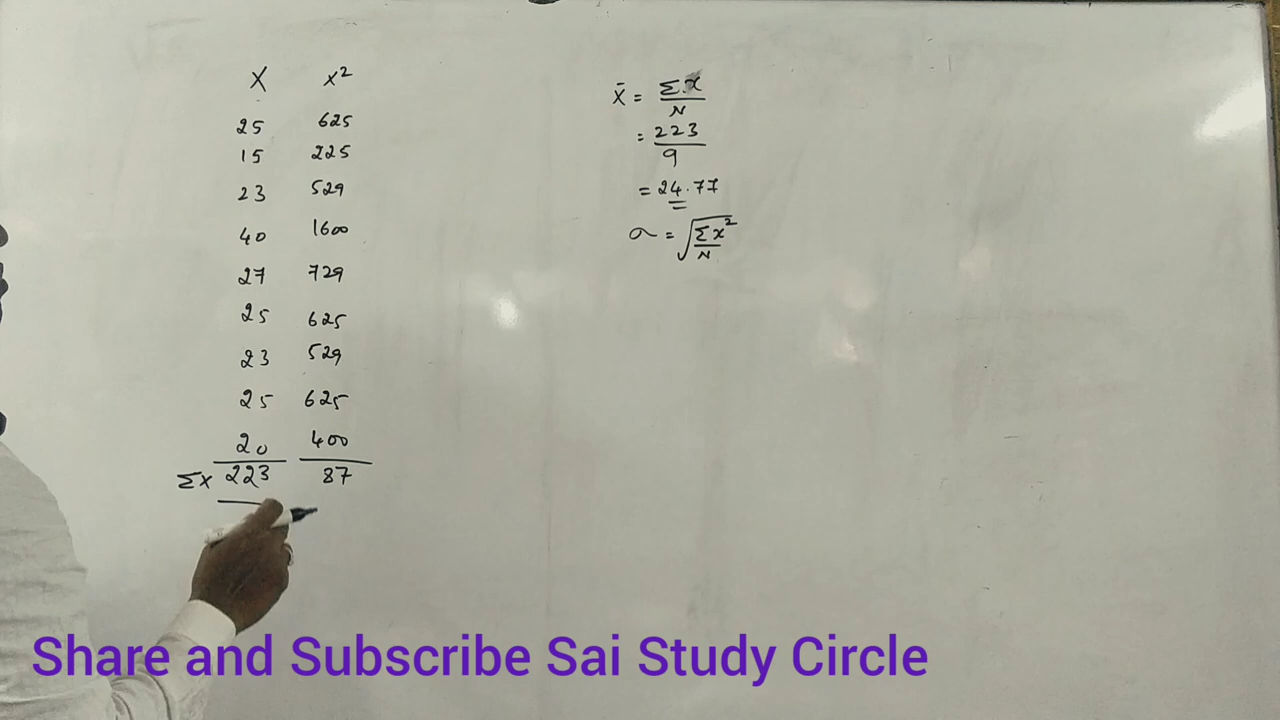 X x²
25 625
15 225
23 529
40 1600
27 729
25 625
23 529
25 625
20 400
Σx 223 87
x̄ = Σx / N
= 223 / 9
= 24.77
σ = √Σx² / N
Share and Subscribe Sai Study Circle